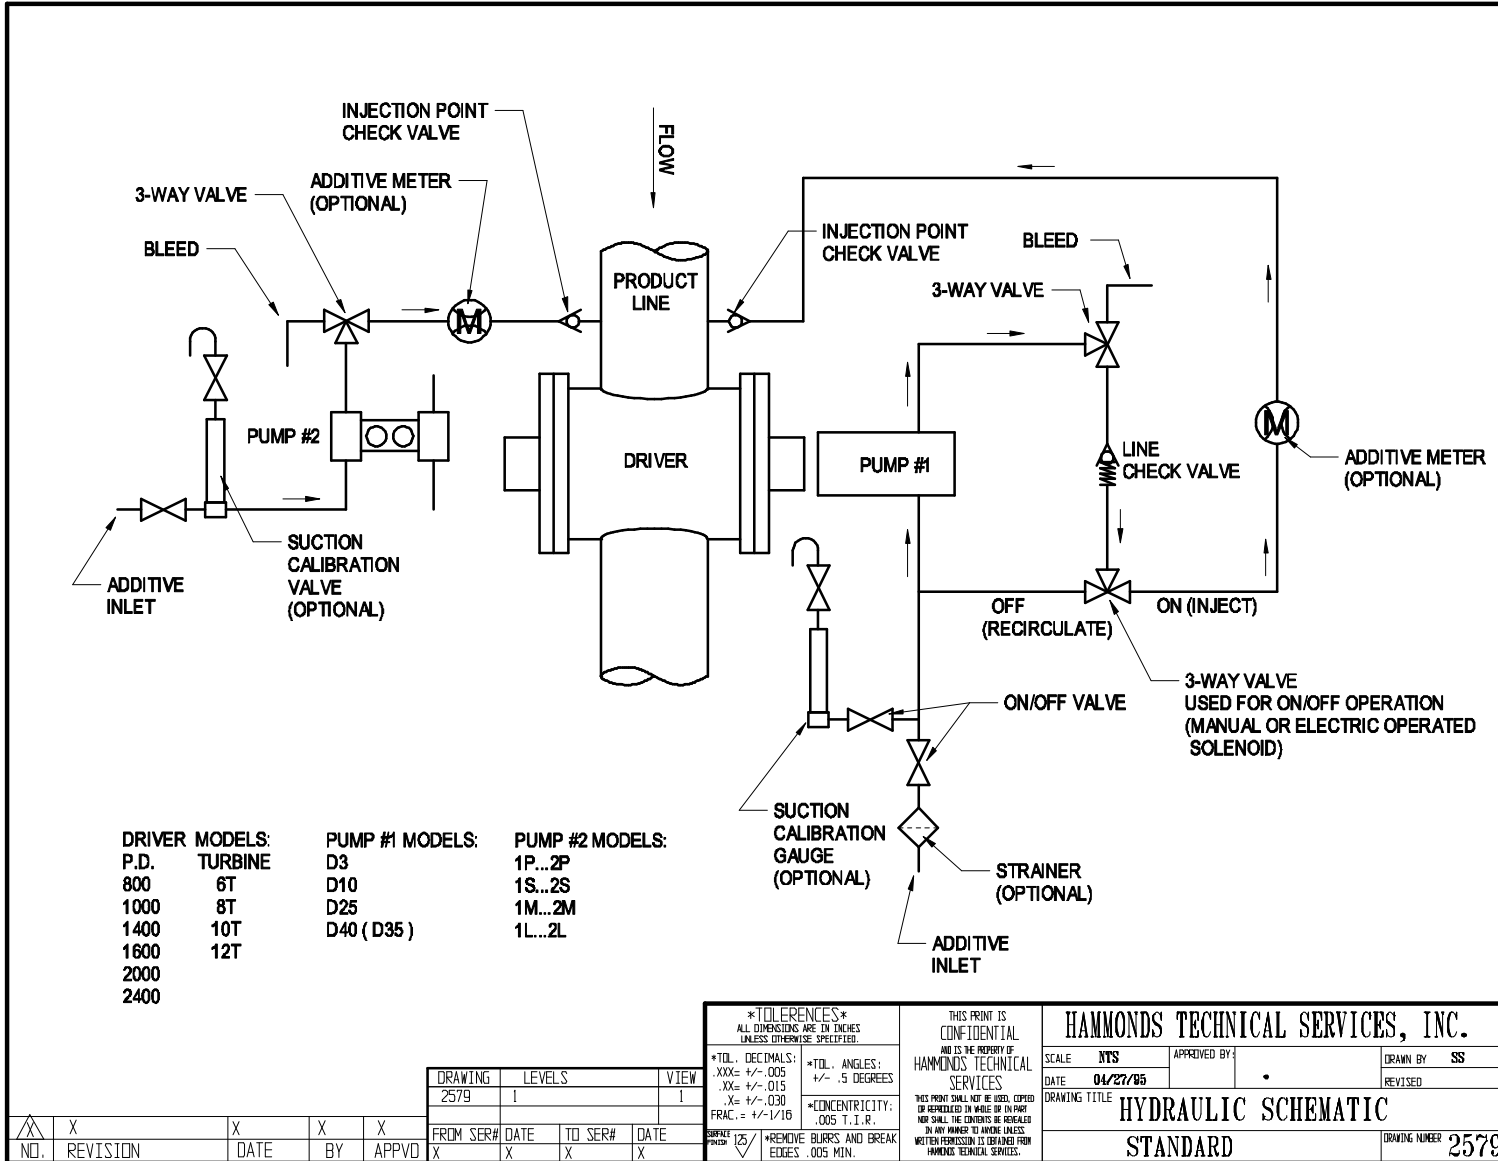 INJECTION POINT
CHECK VALVE
FLOW
3-WAY VALVE
ADDITIVE METER
(OPTIONAL)
BLEED
PRODUCT
LINE
INJECTION POINT
CHECK VALVE
BLEED
3-WAY VALVE
M
PUMP #2
DRIVER
PUMP #1
LINE
CHECK VALVE
M
ADDITIVE METER
(OPTIONAL)
SUCTION
CALIBRATION
VALVE
(OPTIONAL)
ADDITIVE
INLET
OFF
(RECIRCULATE)
ON (INJECT)
3-WAY VALVE
USED FOR ON/OFF OPERATION
(MANUAL OR ELECTRIC OPERATED
SOLENOID)
ON/OFF VALVE
SUCTION
CALIBRATION
GAUGE
(OPTIONAL)
STRAINER
(OPTIONAL)
ADDITIVE
INLET
DRIVER MODELS:
P.D. TURBINE
800 6T
1000 8T
1400 10T
1600 12T
2000
2400
PUMP #1 MODELS:
D3
D10
D25
D40 ( D35 )
PUMP #2 MODELS:
1P...2P
1S...2S
1M...2M
1L...2L
X X X X X
NO. REVISION DATE BY APPVD
DRAWING LEVELS VIEW
2579 1 1
FROM SER# DATE TO SER# DATE
X X X X
*TOLERENCES*
ALL DIMENSIONS ARE IN INCHES
UNLESS OTHERWISE SPECIFIED.
*TOL. DECIMALS:
.XXX= +/-.005
.XX= +/-.015
.X= +/-.030
FRAC.= +/-1/16
*TOL. ANGLES:
+/- .5 DEGREES
*CONCENTRICITY:
.005 T.I.R.
SURFACE
FINISH 125
*REMOVE BURRS AND BREAK
EDGES .005 MIN.
THIS PRINT IS
CONFIDENTIAL
AND IS THE PROPERTY OF
HAMMONDS TECHNICAL
SERVICES
THIS PRINT SHALL NOT BE USED, COPIED
OR REPRODUCED IN WHOLE OR IN PART
NOR SHALL THE CONTENTS BE REVEALED
IN ANY MANNER TO ANYONE UNLESS
WRITTEN PERMISSION IS OBTAINED FROM
HAMMONDS TECHNICAL SERVICES.
HAMMONDS TECHNICAL SERVICES, INC.
SCALE NTS
APPROVED BY:
DRAWN BY SS
DATE 04/27/95
REVISED
DRAWING TITLE
HYDRAULIC SCHEMATIC
STANDARD
DRAWING NUMBER 2579